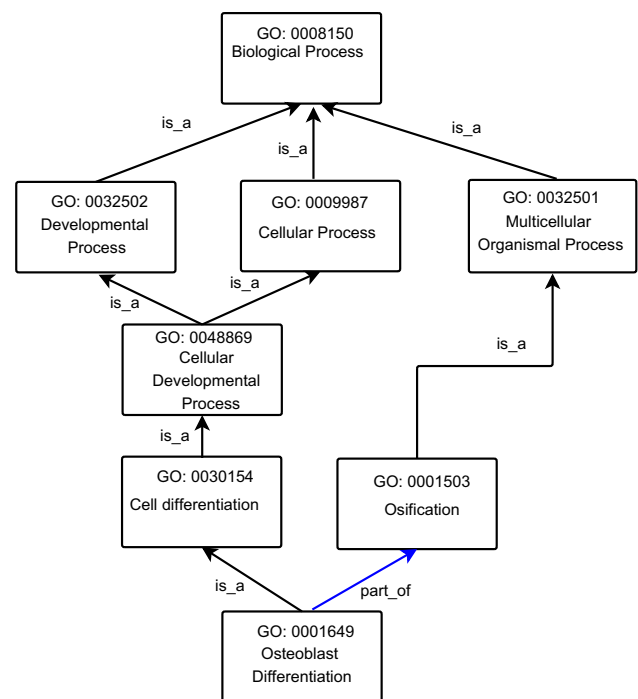 GO: 0008150
Biological Process
is_a
is_a
is_a
GO: 0032502
Developmental
Process
GO: 0009987
Cellular Process
GO: 0032501
Multicellular
Organismal Process
is_a
is_a
GO: 0048869
Cellular
Developmental
Process
is_a
is_a
GO: 0030154
Cell differentiation
GO: 0001503
Osification
is_a
part_of
GO: 0001649
Osteoblast
Differentiation